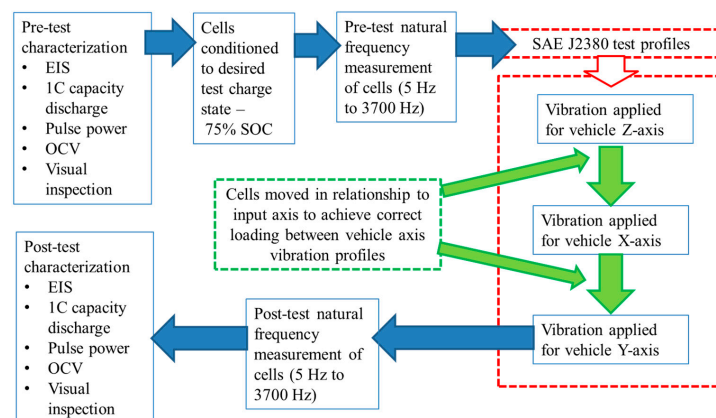 Pre-test
characterization
• EIS
• 1C capacity
discharge
• Pulse power
• OCV
• Visual
inspection
Cells
conditioned
to desired
test charge
state –
75% SOC
Pre-test natural
frequency
measurement
of cells (5 Hz
to 3700 Hz)
SAE J2380 test profiles
Vibration applied
for vehicle Z-axis
Cells moved in relationship to
input axis to achieve correct
loading between vehicle axis
vibration profiles
Vibration applied
for vehicle X-axis
Vibration applied
for vehicle Y-axis
Post-test natural
frequency
measurement of
cells (5 Hz to
3700 Hz)
Post-test
characterization
• EIS
• 1C capacity
discharge
• Pulse power
• OCV
• Visual
inspection